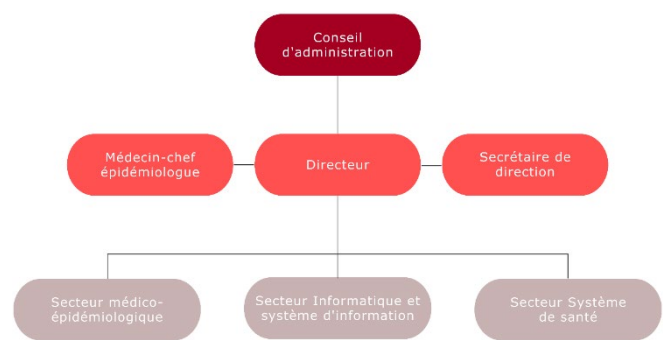 Conseil
d'administration
Médecin-chef
épidémiologue
Directeur
Secrétaire de
direction
Secteur médico-
épidémiologique
Secteur Informatique et
système d'information
Secteur Système
de santé